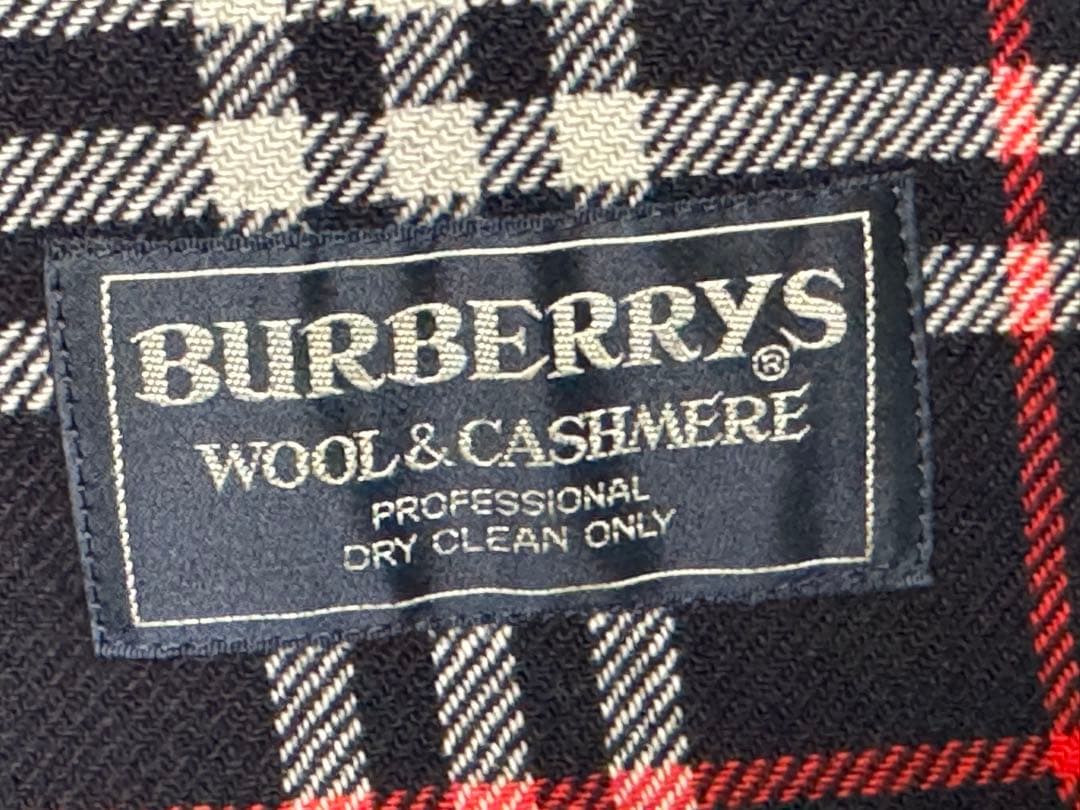 BURBERRYS®
WOOL & CASHMERE
PROFESSIONAL
DRY CLEAN ONLY